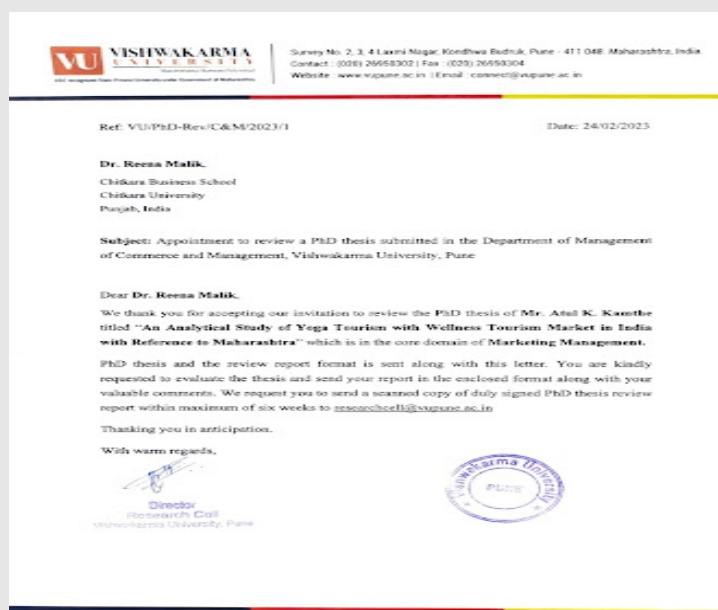 VU VISHWAKARMA
UNIVERSITY
Survey No. 2, 3, 4 Laxmi Nagar, Kondhwa Budruk, Pune - 411 048. Maharashtra, India
Contact : (020) 26958302 | Fax : (020) 26958304
Website : www.vupune.ac.in | Email : connect@vupune.ac.in
Ref: VU/PhD-Rev/C&M/2023/1
Date: 24/02/2023
Dr. Reena Malik,
Chitkara Business School
Chitkara University
Punjab, India
Subject: Appointment to review a PhD thesis submitted in the Department of Management
of Commerce and Management, Vishwakarma University, Pune
Dear Dr. Reena Malik,
We thank you for accepting our invitation to review the PhD thesis of Mr. Atul K. Kamthe
titled "An Analytical Study of Yoga Tourism with Wellness Tourism Market in India
with Reference to Maharashtra" which is in the core domain of Marketing Management.
PhD thesis and the review report format is sent along with this letter. You are kindly
requested to evaluate the thesis and send your report in the enclosed format along with your
valuable comments. We request you to send a scanned copy of duly signed PhD thesis review
report within maximum of six weeks to researchcell@vupune.ac.in
Thanking you in anticipation.
With warm regards,
Director
Research Cell
Vishwakarma University, Pune
Vishwakarma University
PUNE